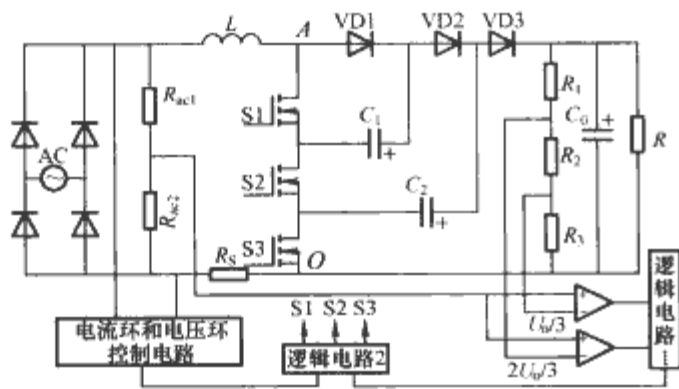 L
A
VD1
VD2
VD3
Rac1
S1
C1
+
R1
C0
+
R
AC
S2
C2
+
R2
Rac2
S3
RS
O
R3
S1 S2 S3
U0/3
2U0/3
+
−
+
−
电流环和电压环
控制电路
逻辑电路2
逻辑电路